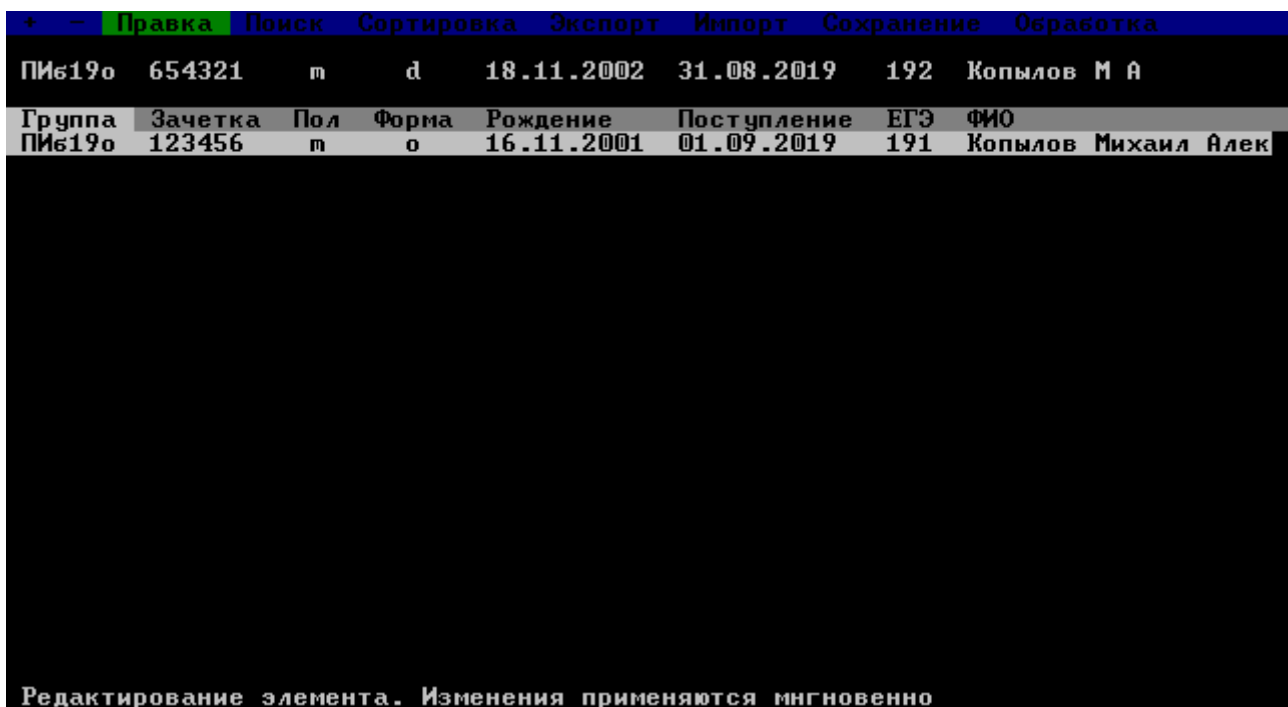 + - Правка Поиск Сортировка Экспорт Импорт Сохранение Обработка
ПИб19о 654321 m d 18.11.2002 31.08.2019 192 Копылов М А
Группа Зачетка Пол Форма Рождение Поступление ЕГЭ ФИО
ПИб19о 123456 m o 16.11.2001 01.09.2019 191 Копылов Михаил Алек
Редактирование элемента. Изменения применяются мнгновенно